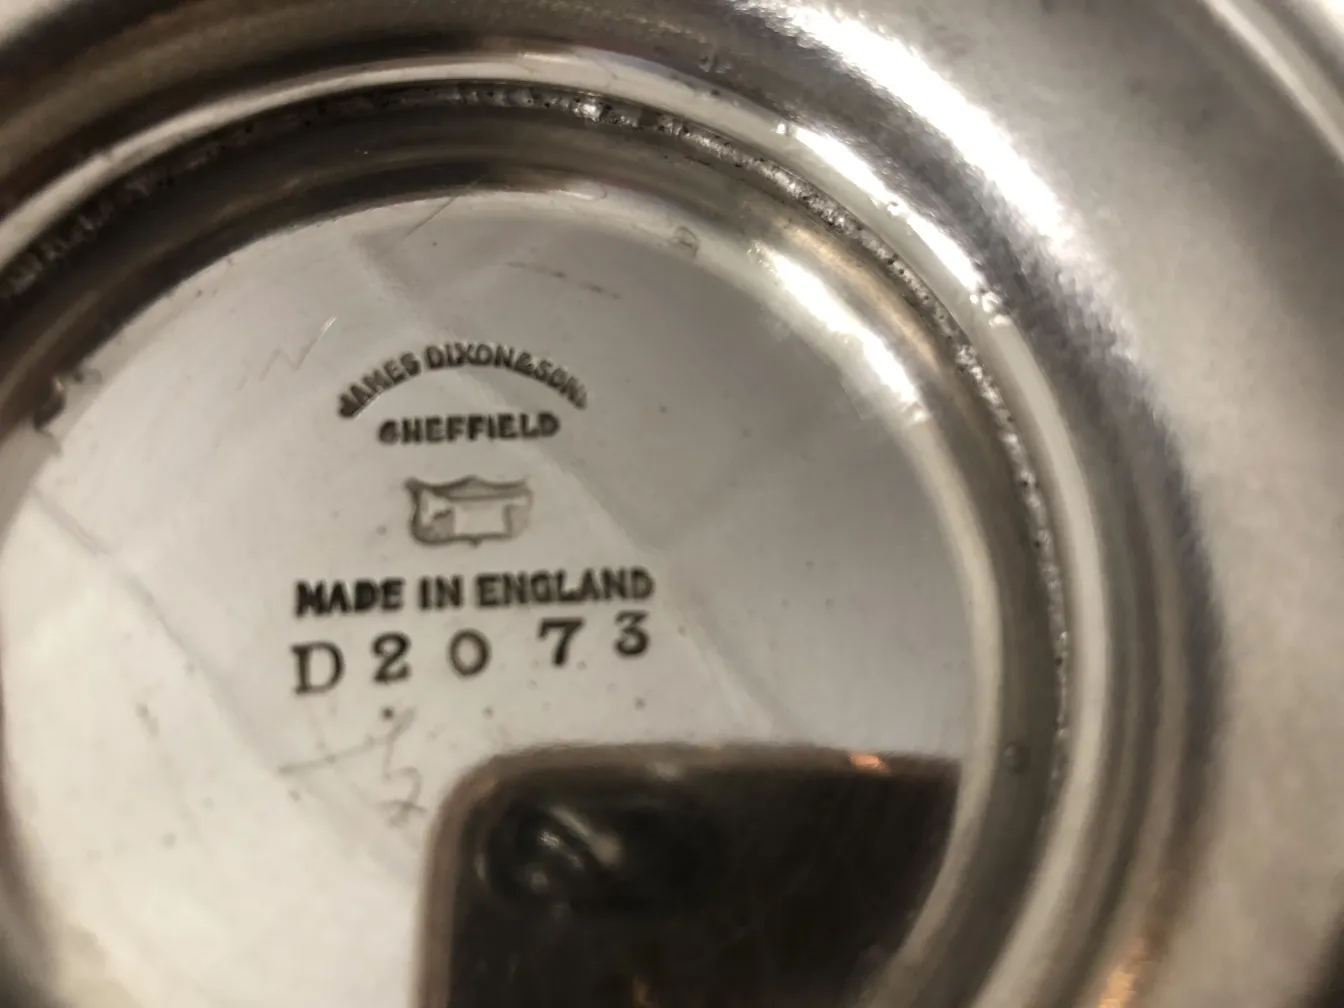 JAMES DIXON & SONS
SHEFFIELD
MADE IN ENGLAND
D2073